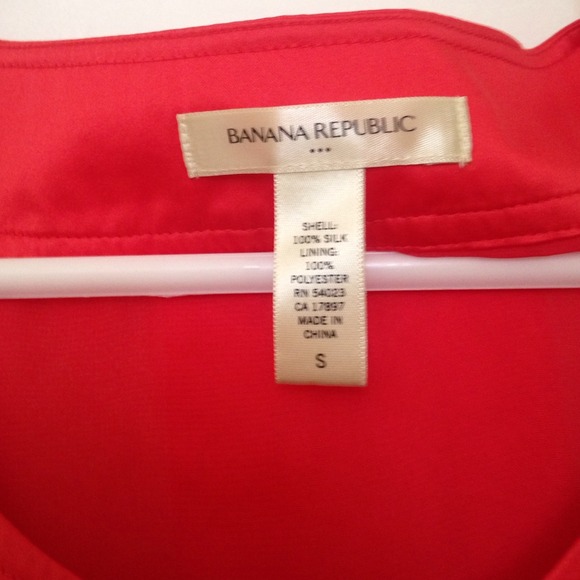 BANANA REPUBLIC
SHELL:
100% SILK
LINING:
100%
POLYESTER
RN 54023
CA 17897
MADE IN
CHINA
S